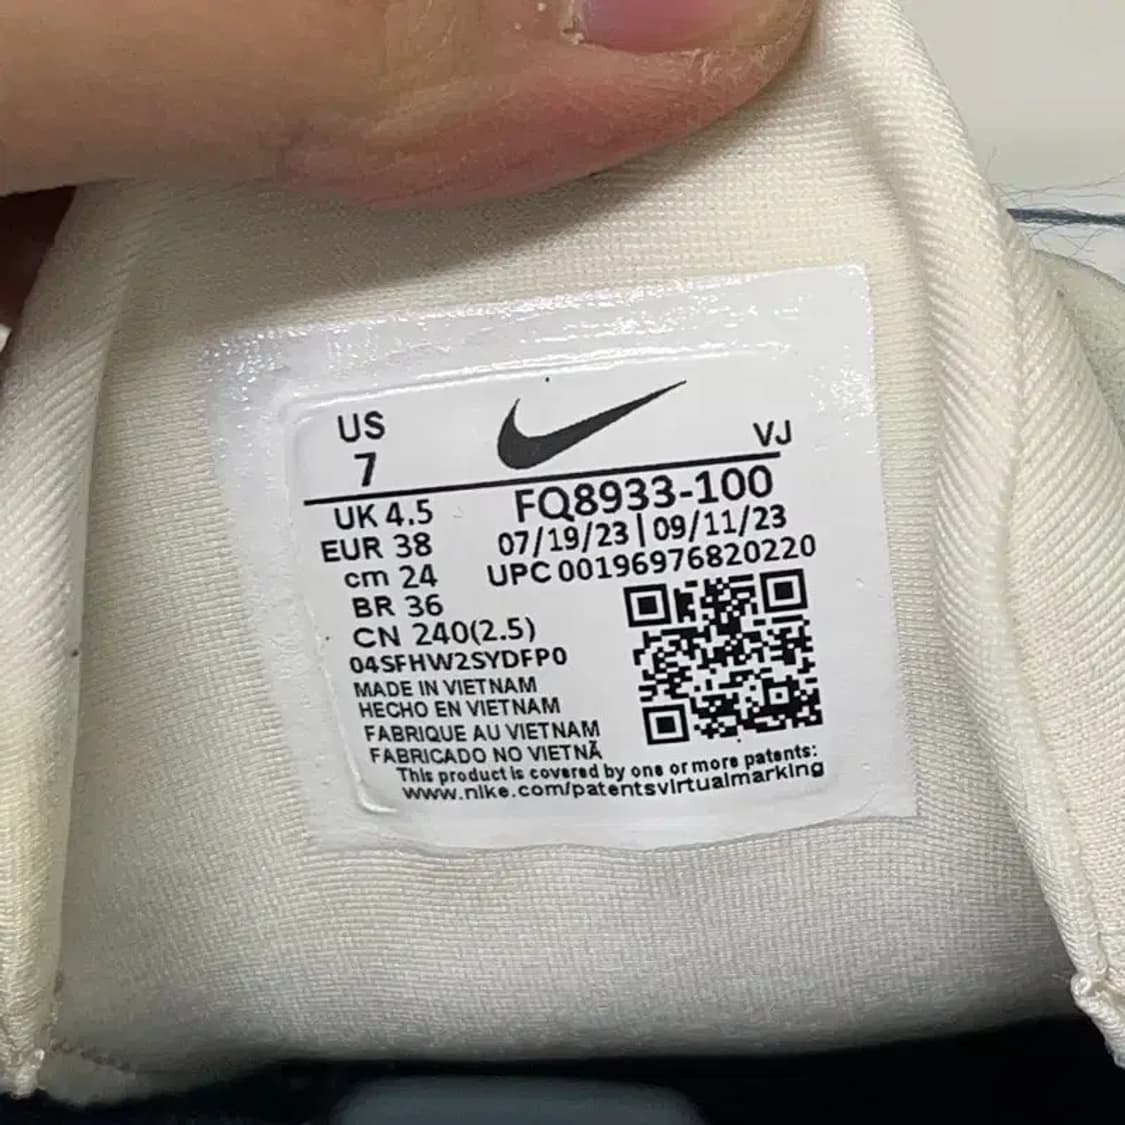 US
7
VJ
UK 4.5
EUR 38
cm 24
BR 36
CN 240(2.5)
FQ8933-100
07/19/23 | 09/11/23
UPC 00196976820220
04SFHW2SYDFP0
MADE IN VIETNAM
HECHO EN VIETNAM
FABRIQUE AU VIETNAM
FABRICADO NO VIETNÃ
This product is covered by one or more patents:
www.nike.com/patentsvirtualmarking